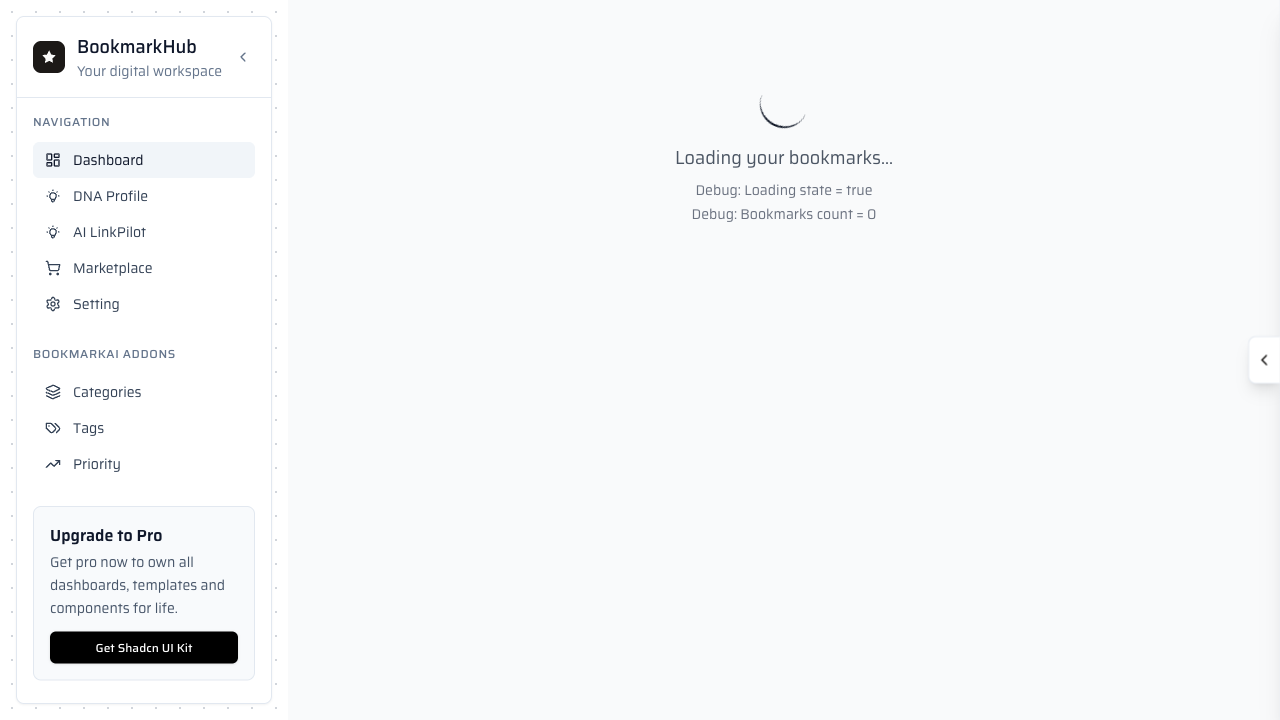 BookmarkHub
Your digital workspace
NAVIGATION
Dashboard
DNA Profile
AI LinkPilot
Marketplace
Setting
BOOKMARKAI ADDONS
Categories
Tags
Priority
Upgrade to Pro
Get pro now to own all
dashboards, templates and
components for life.
Get Shadcn UI Kit
Loading your bookmarks...
Debug: Loading state = true
Debug: Bookmarks count = 0